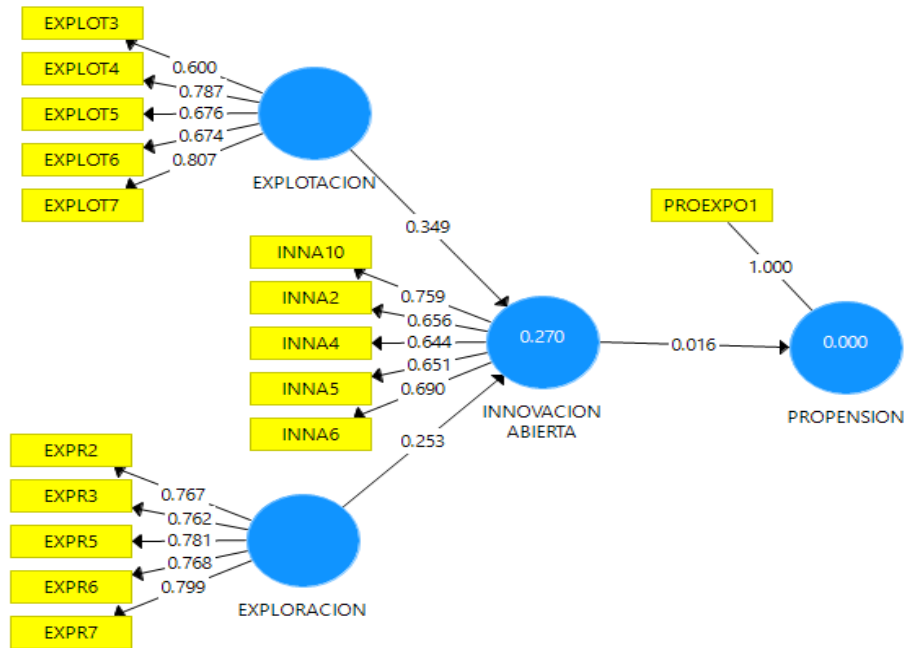 EXPLOT3
EXPLOT4
EXPLOT5
EXPLOT6
EXPLOT7
0.600
0.787
0.676
0.674
0.807
EXPLOTACION
0.349
INNA10
INNA2
INNA4
INNA5
INNA6
0.759
0.656
0.644
0.651
0.690
0.270
INNOVACION
ABIERTA
0.016
PROEXPO1
1.000
0.000
PROPENSION
0.253
EXPR2
EXPR3
EXPR5
EXPR6
EXPR7
0.767
0.762
0.781
0.768
0.799
EXPLORACION